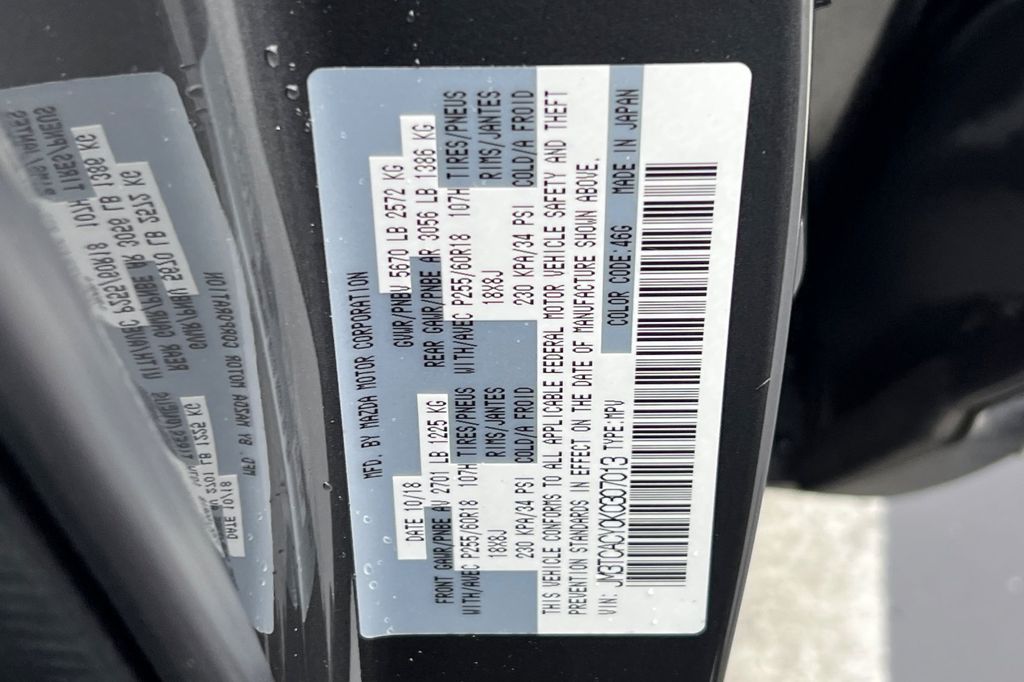 MFD. BY MAZDA MOTOR CORPORATION
DATE 10/18 GVWR/PNBV 5670 LB 2572 KG
FRONT GAWR/PNBE AV 2701 LB 1225 KG REAR GAWR/PNBE AR 3056 LB 1386 KG
WITH/AVEC P255/60R18 107H TIRES/PNEUS WITH/AVEC P255/60R18 107H TIRES/PNEUS
18X8J RIMS/JANTES 18X8J RIMS/JANTES
230 KPA/34 PSI COLD/A FROID 230 KPA/34 PSI COLD/A FROID
THIS VEHICLE CONFORMS TO ALL APPLICABLE FEDERAL MOTOR VEHICLE SAFETY AND THEFT
PREVENTION STANDARDS IN EFFECT ON THE DATE OF MANUFACTURE SHOWN ABOVE.
VIN: JM3TCACY0K0307013 TYPE:MPV COLOR CODE:46G MADE IN JAPAN